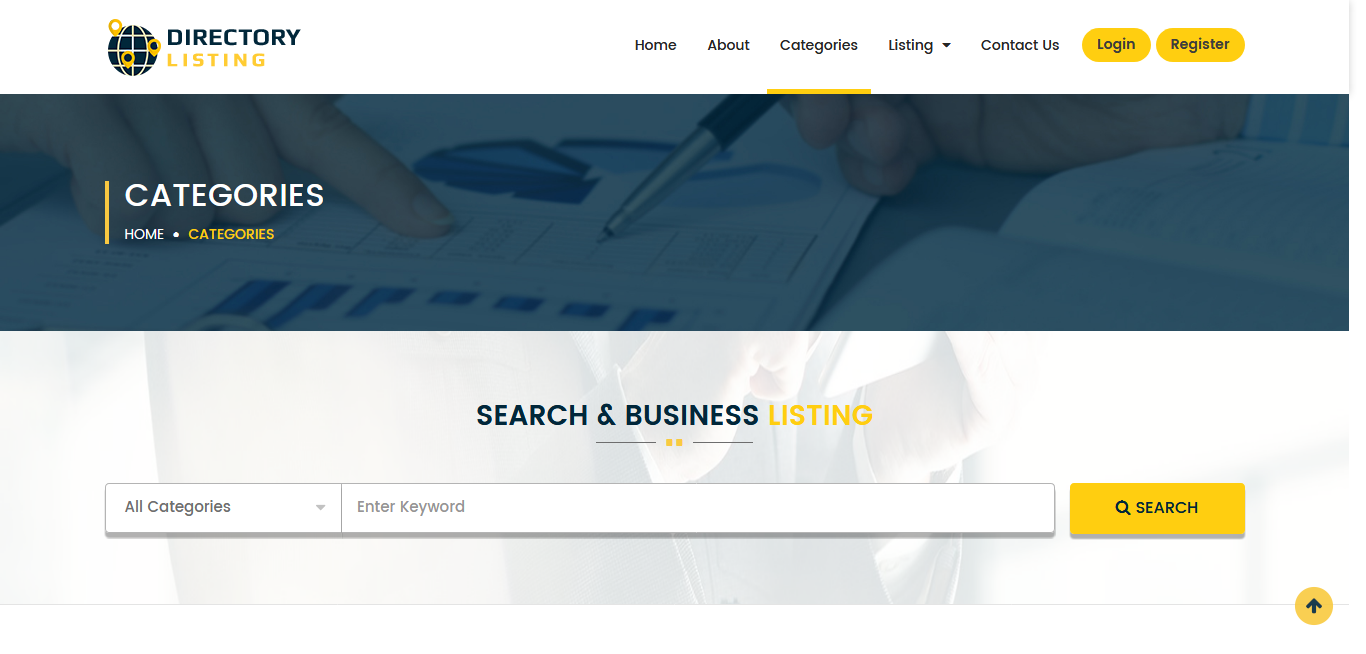 DIRECTORY
LISTING
Home About Categories Listing Contact Us Login Register
CATEGORIES
HOME • CATEGORIES
SEARCH & BUSINESS LISTING
All Categories Enter Keyword SEARCH